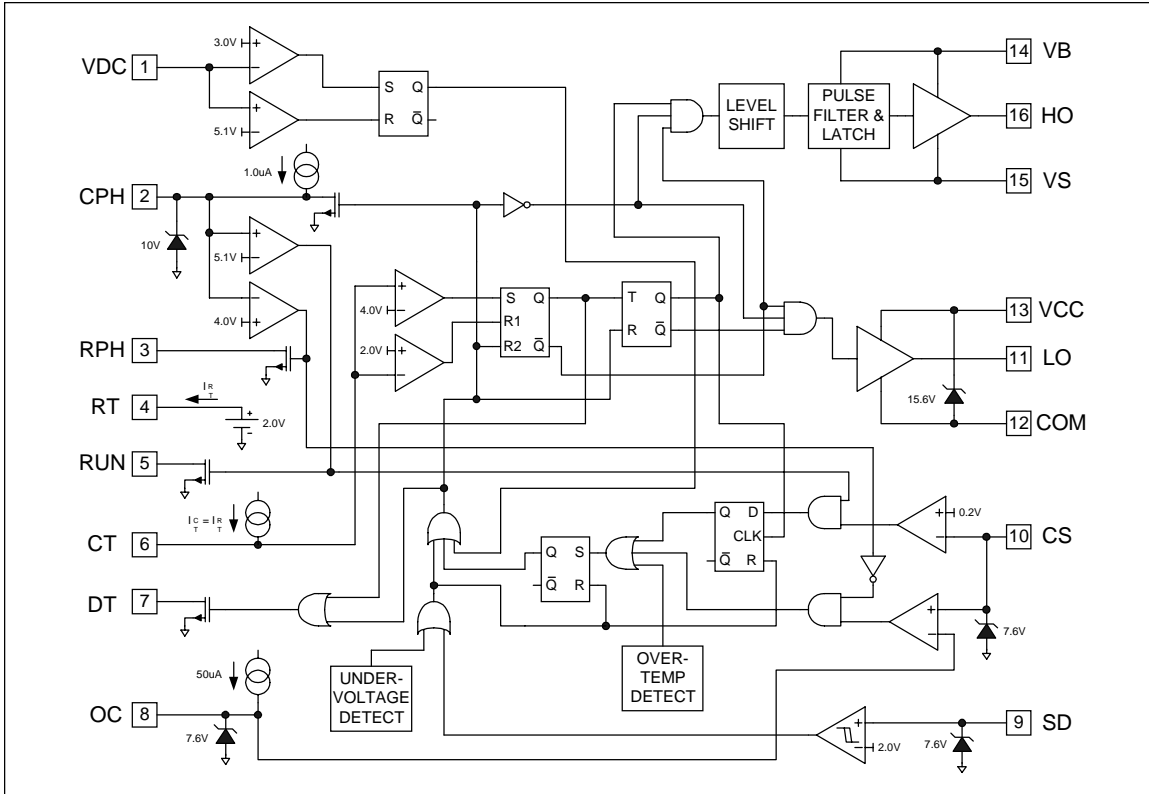 VDC 1
3.0V
+
−
+
5.1V
−
S Q
R Q̅
CPH 2
1.0uA
10V
+
5.1V
−
−
4.0V
+
RPH 3
RT 4
I RT
+
−
2.0V
RUN 5
I CT = I RT
CT 6
DT 7
50uA
OC 8
7.6V
+
4.0V
−
2.0V
+
−
S Q
R1
R2 Q̅
T Q
R Q̅
LEVEL
SHIFT
PULSE
FILTER &
LATCH
14 VB
16 HO
15 VS
13 VCC
11 LO
15.6V
12 COM
Q D
CLK
Q̅ R
Q S
Q̅ R
+
0.2V
−
10 CS
+
−
7.6V
UNDER-
VOLTAGE
DETECT
OVER-
TEMP
DETECT
+
−
2.0V
7.6V
9 SD